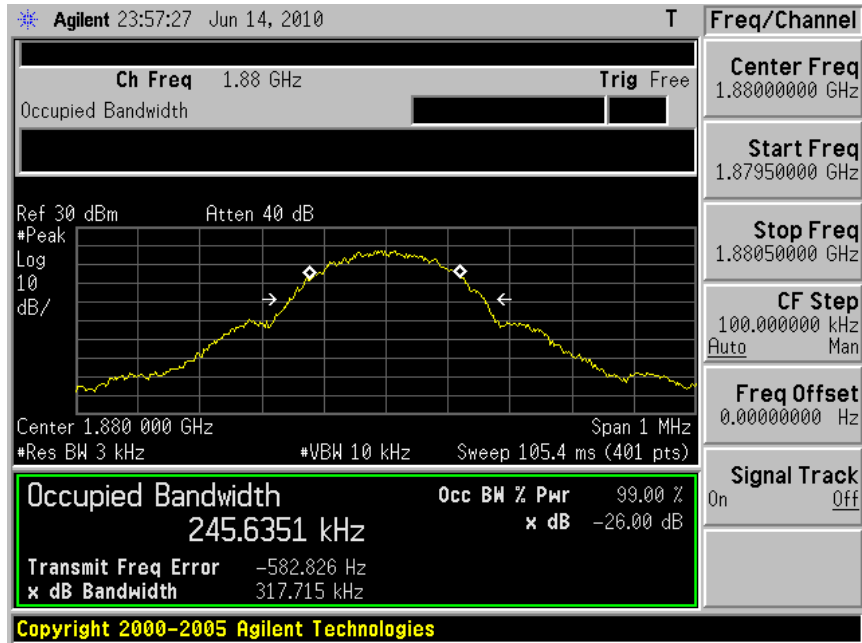 Agilent 23:57:27 Jun 14, 2010 T
Ch Freq 1.88 GHz Trig Free
Occupied Bandwidth
Ref 30 dBm Atten 40 dB
#Peak
Log
10
dB/
Center 1.880 000 GHz Span 1 MHz
#Res BW 3 kHz #VBW 10 kHz Sweep 105.4 ms (401 pts)
Occupied Bandwidth
245.6351 kHz
Occ BW % Pwr 99.00 %
x dB -26.00 dB
Transmit Freq Error -582.826 Hz
x dB Bandwidth 317.715 kHz
Copyright 2000-2005 Agilent Technologies
Freq/Channel
Center Freq
1.88000000 GHz
Start Freq
1.87950000 GHz
Stop Freq
1.88050000 GHz
CF Step
100.000000 kHz
Auto Man
Freq Offset
0.00000000 Hz
Signal Track
On Off